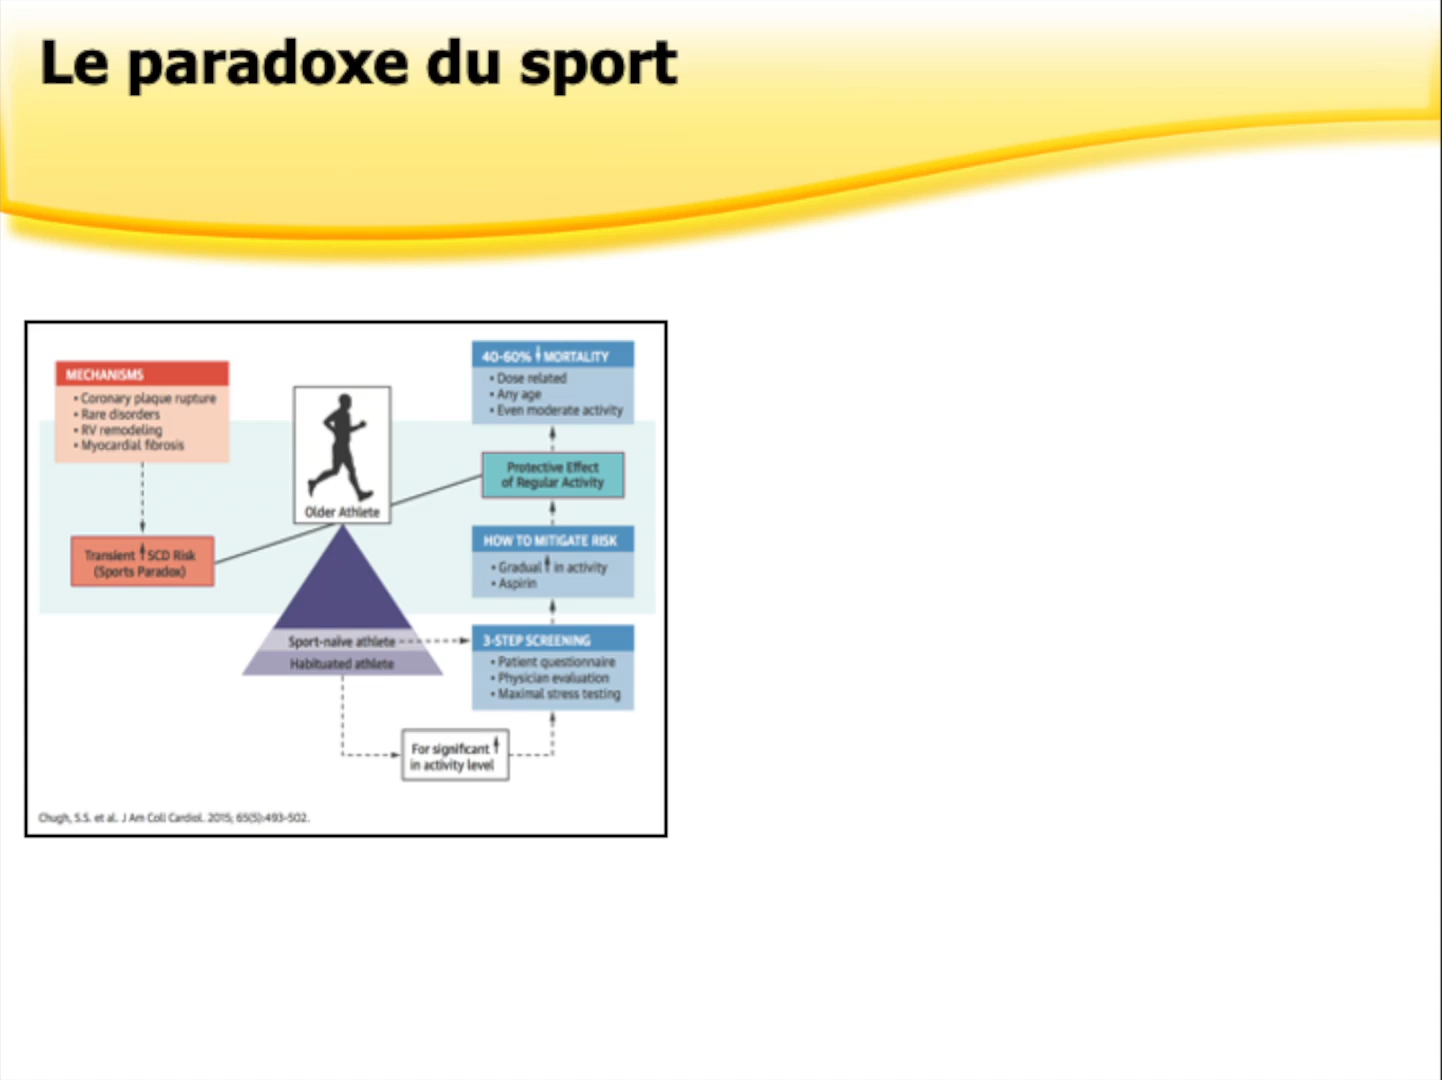 Le paradoxe du sport
MECHANISMS
• Coronary plaque rupture
• Rare disorders
• RV remodeling
• Myocardial fibrosis
Transient ↑ SCD Risk
(Sports Paradox)
Older Athlete
Sport-naïve athlete
Habituated athlete
For significant ↑
in activity level
40-60% ↓ MORTALITY
• Dose related
• Any age
• Even moderate activity
Protective Effect
of Regular Activity
HOW TO MITIGATE RISK
• Gradual ↑ in activity
• Aspirin
3-STEP SCREENING
• Patient questionnaire
• Physician evaluation
• Maximal stress testing
Chugh, S.S. et al. J Am Coll Cardiol. 2015; 65(5):493-502.